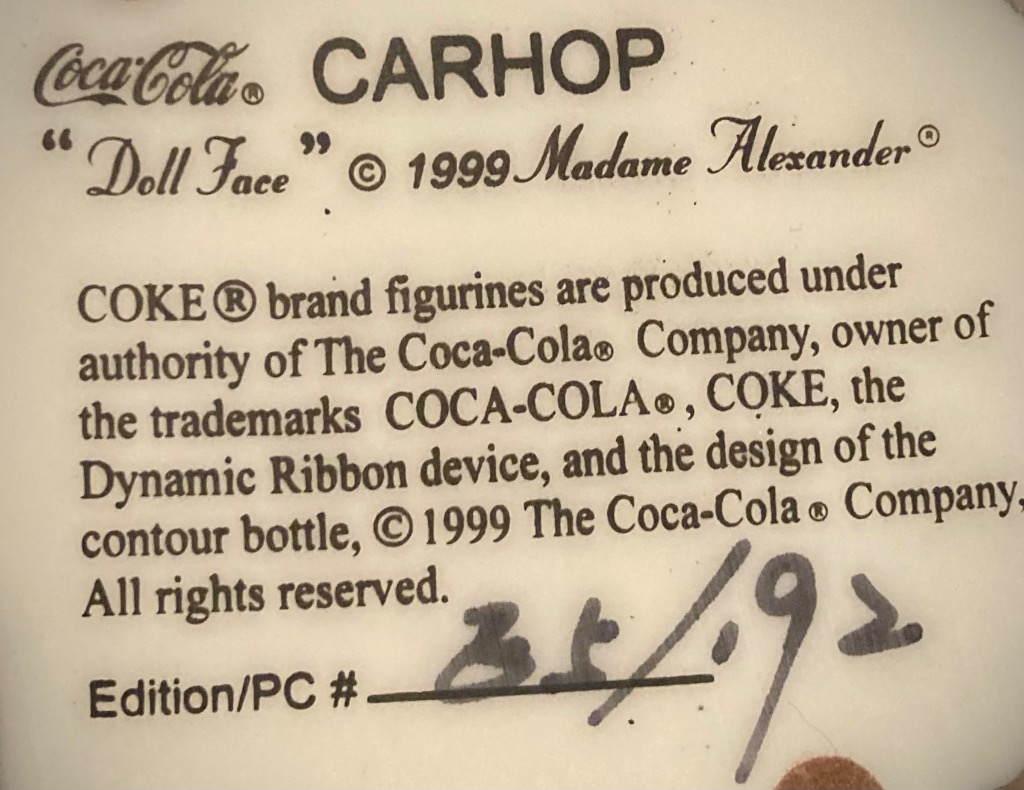 Coca-Cola® CARHOP
“Doll Face” © 1999 Madame Alexander®
COKE® brand figurines are produced under
authority of The Coca-Cola® Company, owner of
the trademarks COCA-COLA®, COKE, the
Dynamic Ribbon device, and the design of the
contour bottle, © 1999 The Coca-Cola® Company,
All rights reserved.
Edition/PC #